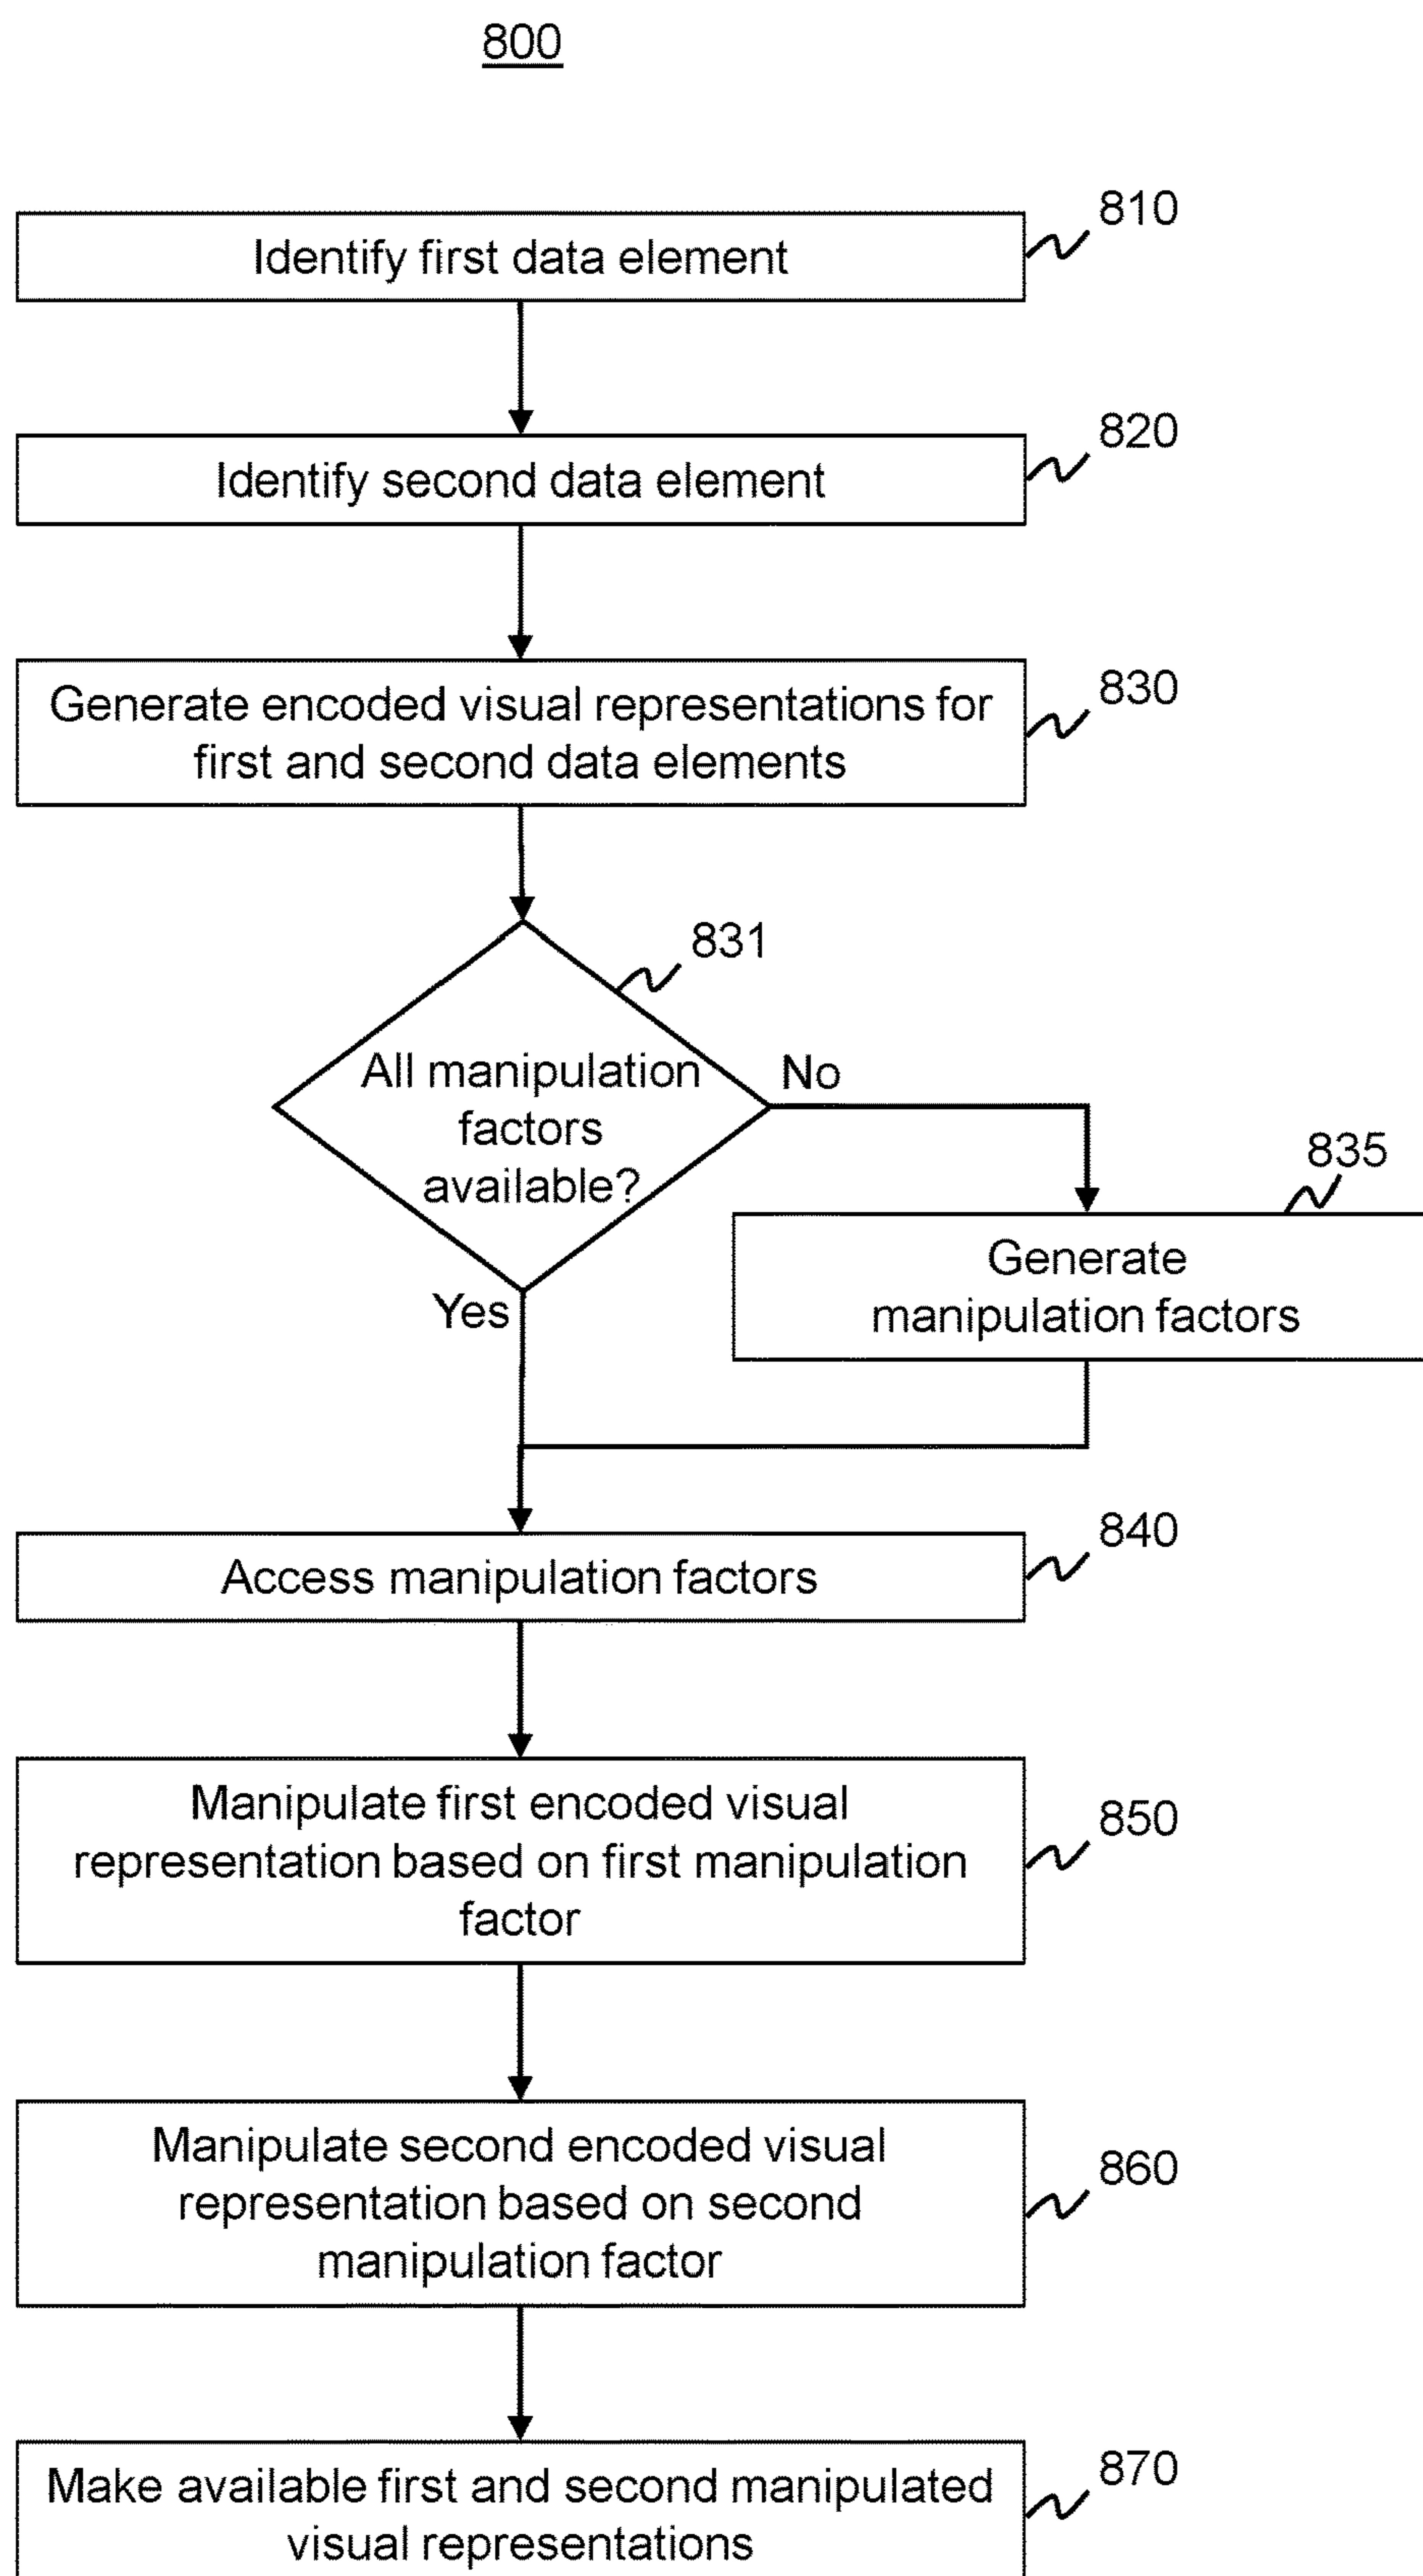 800
810
Identify first data element
820
Identify second data element
830
Generate encoded visual representations for
first and second data elements
831
All manipulation
factors
available?
No
Yes
835
Generate
manipulation factors
840
Access manipulation factors
850
Manipulate first encoded visual
representation based on first manipulation
factor
860
Manipulate second encoded visual
representation based on second
manipulation factor
870
Make available first and second manipulated
visual representations